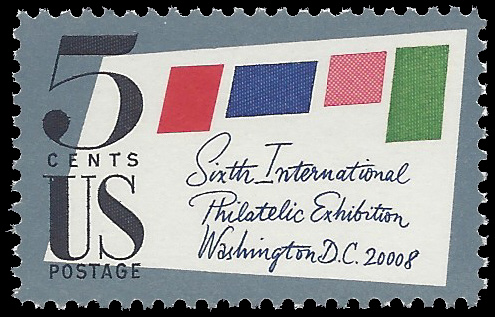 5
CENTS
US
POSTAGE
Sixth International
Philatelic Exhibition
Washington D.C. 20008